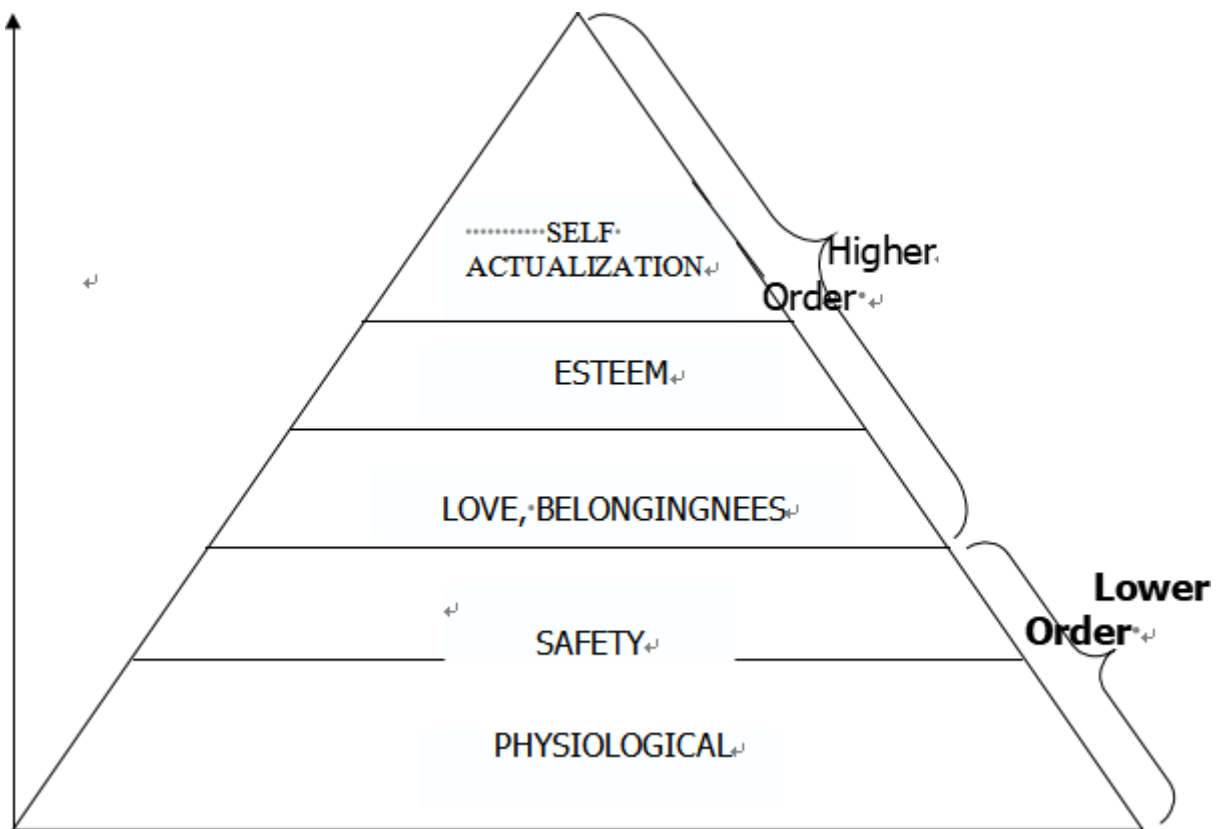 SELF
ACTUALIZATION
Higher
Order
ESTEEM
LOVE, BELONGINGNEES
Lower
Order
SAFETY
PHYSIOLOGICAL